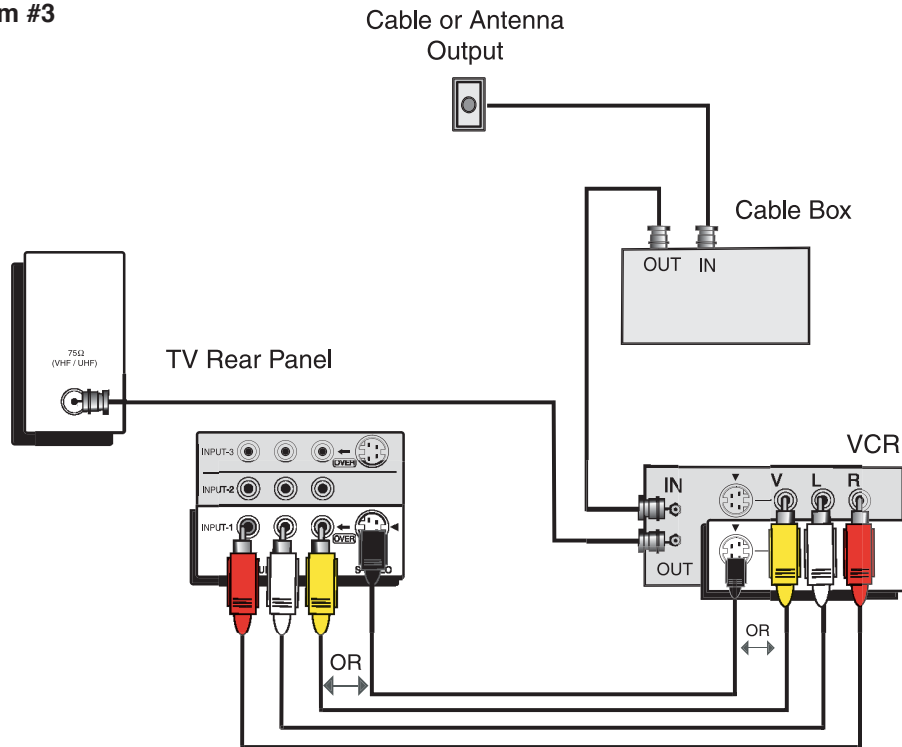 m #3
Cable or Antenna
Output
Cable Box
OUT IN
75Ω
(VHF / UHF)
TV Rear Panel
VCR
INPUT-3
OVER
INPUT-2
INPUT-1
OVER
IN
V L R
OUT
OR
OR